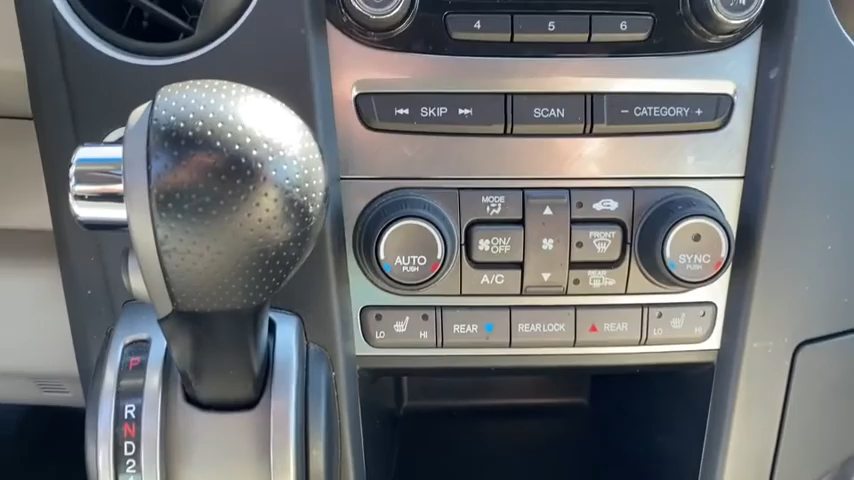 4 5 6
SKIP SCAN − CATEGORY +
MODE
AUTO PUSH
ON/OFF
FRONT
SYNC PUSH
A/C
REAR
LO HI REAR REAR LOCK REAR LO HI
P
R
N
D
2